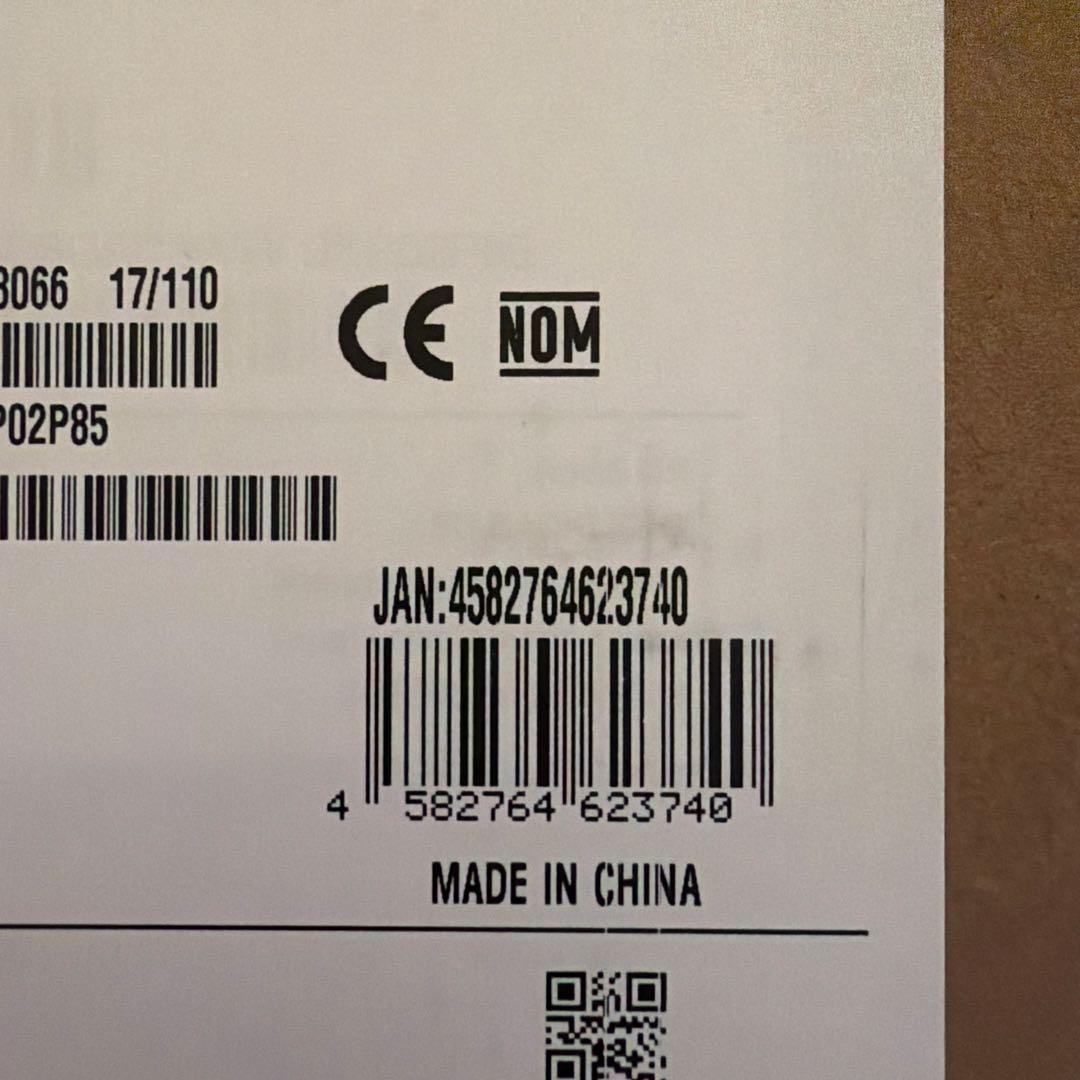 3066 17/110
CE NOM
P02P85
JAN:4582764623740
4 582764 623740
MADE IN CHINA